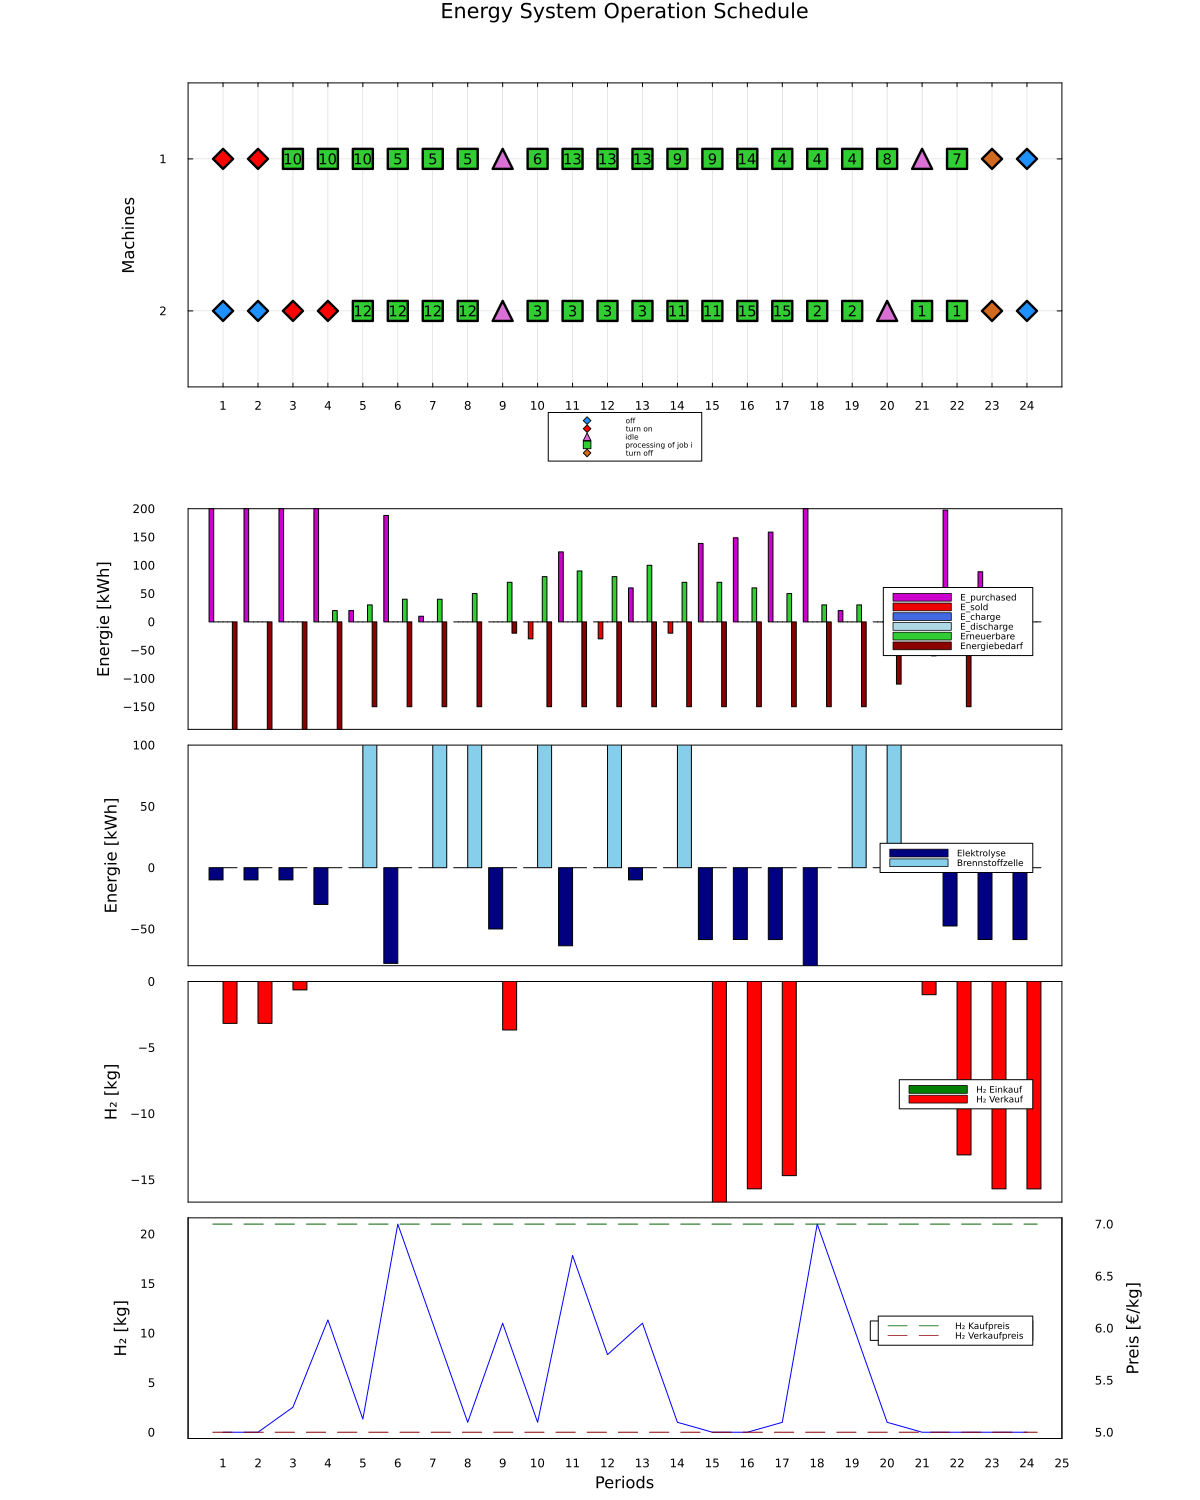 Energy System Operation Schedule
Machines
1
10 10 10 5 5 5 6 13 13 13 9 9 14 4 4 4 8 7
2
12 12 12 12 3 3 3 3 11 11 15 15 2 2 1 1
1 2 3 4 5 6 7 8 9 10 11 12 13 14 15 16 17 18 19 20 21 22 23 24
off
turn on
idle
processing of job i
turn off
Energie [kWh]
200
150
100
50
0
−50
−100
−150
E_purchased
E_sold
E_charge
E_discharge
Erneuerbare
Energiebedarf
Energie [kWh]
100
50
0
−50
Elektrolyse
Brennstoffzelle
H₂ [kg]
0
−5
−10
−15
H₂ Einkauf
H₂ Verkauf
H₂ [kg]
20
15
10
5
0
H₂ Kaufpreis
H₂ Verkaufpreis
7.0
6.5
6.0
5.5
5.0
Preis [€/kg]
1 2 3 4 5 6 7 8 9 10 11 12 13 14 15 16 17 18 19 20 21 22 23 24 25
Periods